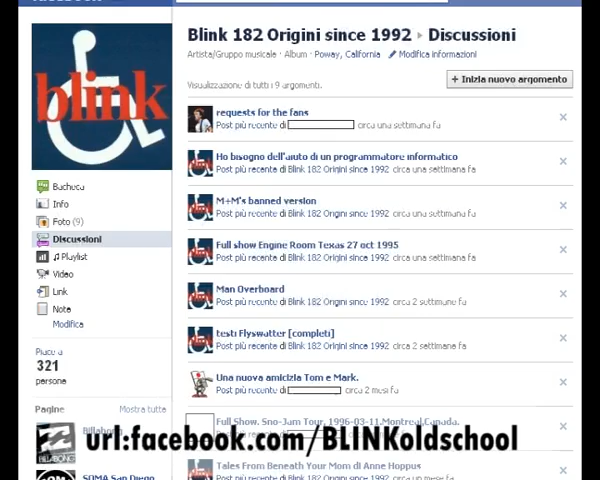 Blink 182 Origini since 1992 ▸ Discussioni
Artista/Gruppo musicale · Album · Poway, California Modifica informazioni
Visualizzazione di tutti i 9 argomenti.
+ Inizia nuovo argomento
blink
requests for the fans
Post più recente di circa una settimana fa
Ho bisogno dell'aiuto di un programmatore informatico
Post più recente di Blink 182 Origini since 1992 circa una settimana fa
M+M's banned version
Post più recente di Blink 182 Origini since 1992 circa una settimana fa
Full show Engine Room Texas 27 oct 1995
Post più recente di Blink 182 Origini since 1992 circa una settimana fa
Man Overboard
Post più recente di Blink 182 Origini since 1992 circa 2 settimane fa
testi Flyswatter [completi]
Post più recente di Blink 182 Origini since 1992 circa 2 settimane fa
Una nuova amicizia Tom e Mark.
Post più recente di circa 2 mesi fa
Full Show. Sno-Jam Tour, 1996-03-11,Montreal,Canada.
Tales From Beneath Your Mom di Anne Hoppus
Bacheca
Info
Foto (9)
Discussioni
Playlist
Video
Link
Note
Modifica
Piace a
321
persone
Pagine Mostra tutte
Billabong
BILLABONG
SOMA San Diego
url:facebook.com/BLINKoldschool